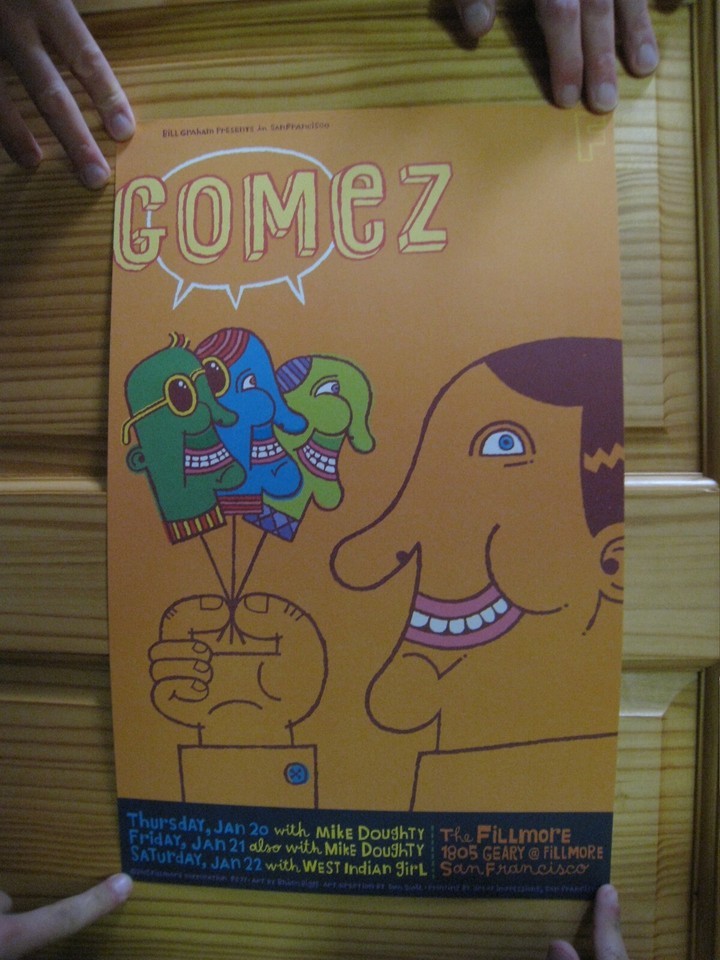 Bill Graham Presents in San Francisco
F
GOMEZ
Thursday, Jan 20 with Mike Doughty
Friday, Jan 21 also with Mike Doughty
Saturday, Jan 22 with West Indian Girl
The Fillmore
1805 Geary @ Fillmore
San Francisco